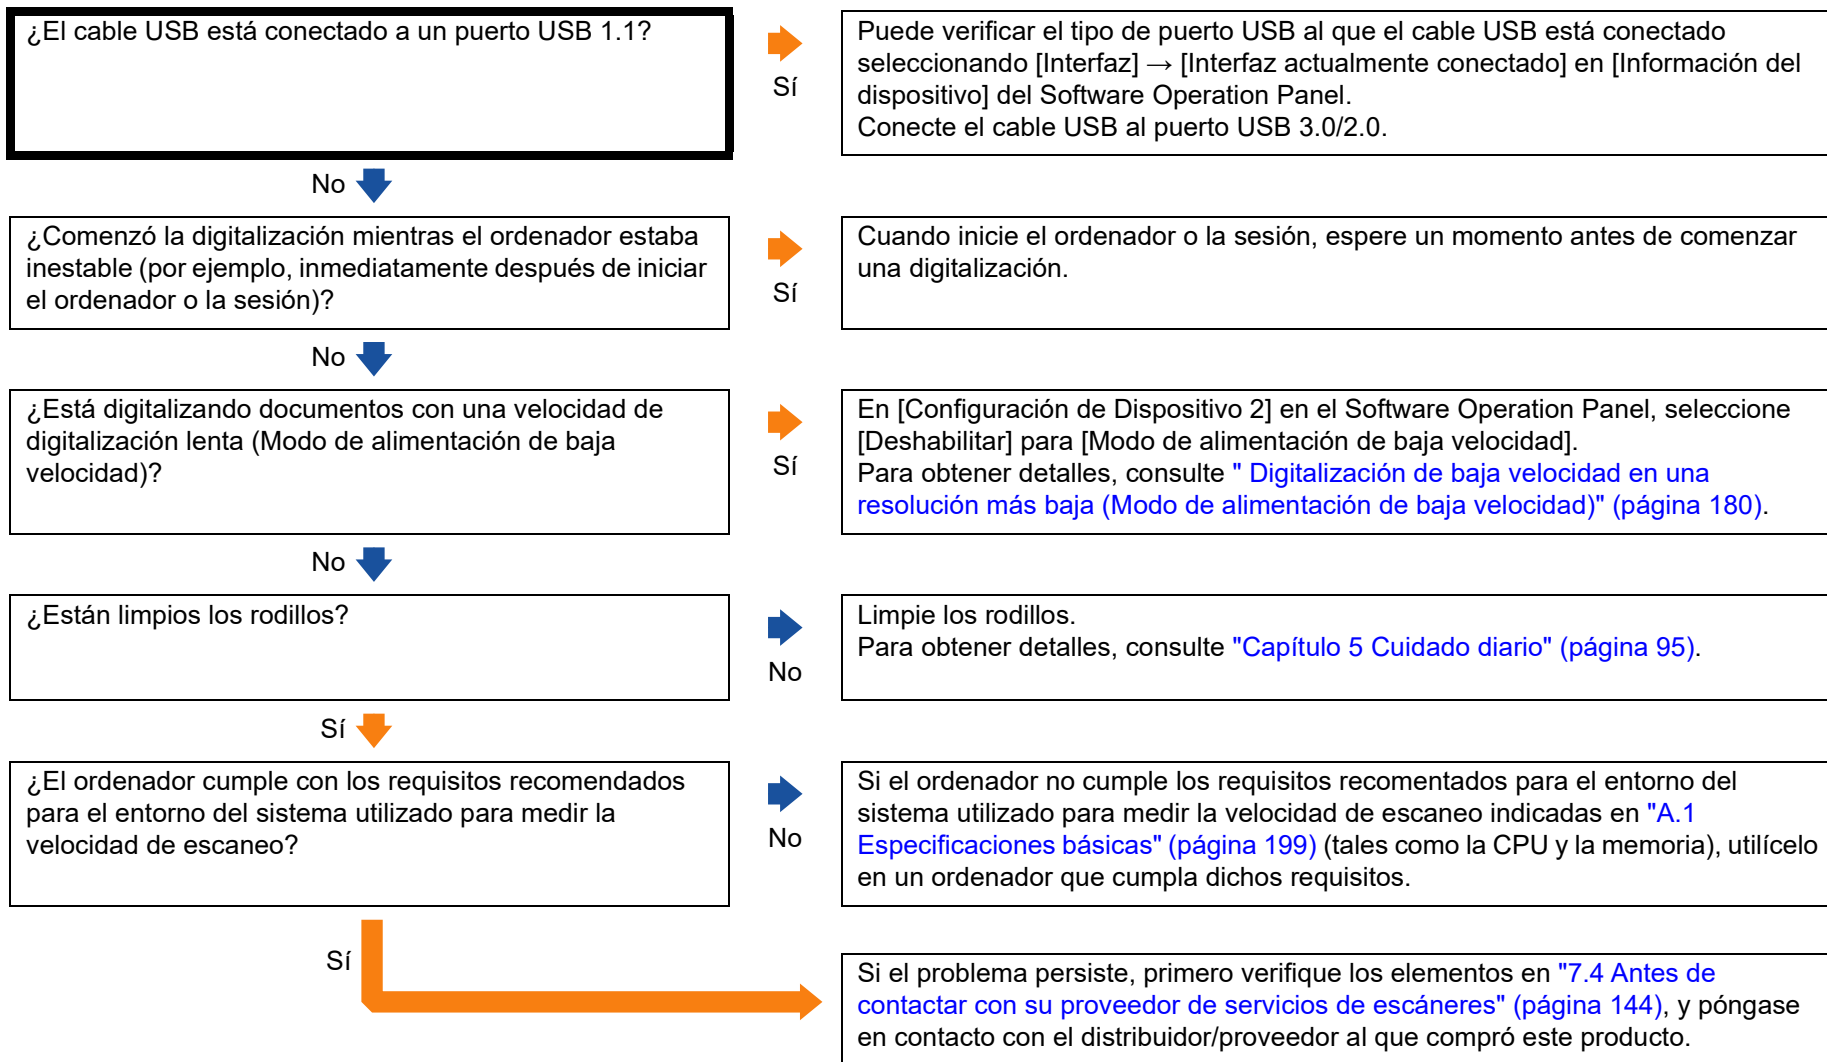 ¿El cable USB está conectado a un puerto USB 1.1?
Sí
Puede verificar el tipo de puerto USB al que el cable USB está conectado
seleccionando [Interfaz] → [Interfaz actualmente conectado] en [Información del
dispositivo] del Software Operation Panel.
Conecte el cable USB al puerto USB 3.0/2.0.
No
¿Comenzó la digitalización mientras el ordenador estaba
inestable (por ejemplo, inmediatamente después de iniciar
el ordenador o la sesión)?
Sí
Cuando inicie el ordenador o la sesión, espere un momento antes de comenzar
una digitalización.
No
¿Está digitalizando documentos con una velocidad de
digitalización lenta (Modo de alimentación de baja
velocidad)?
Sí
En [Configuración de Dispositivo 2] en el Software Operation Panel, seleccione
[Deshabilitar] para [Modo de alimentación de baja velocidad].
Para obtener detalles, consulte " Digitalización de baja velocidad en una
resolución más baja (Modo de alimentación de baja velocidad)" (página 180).
No
¿Están limpios los rodillos?
No
Limpie los rodillos.
Para obtener detalles, consulte "Capítulo 5 Cuidado diario" (página 95).
Sí
¿El ordenador cumple con los requisitos recomendados
para el entorno del sistema utilizado para medir la
velocidad de escaneo?
No
Si el ordenador no cumple los requisitos recomentados para el entorno del
sistema utilizado para medir la velocidad de escaneo indicadas en "A.1
Especificaciones básicas" (página 199) (tales como la CPU y la memoria), utilícelo
en un ordenador que cumpla dichos requisitos.
Sí
Si el problema persiste, primero verifique los elementos en "7.4 Antes de
contactar con su proveedor de servicios de escáneres" (página 144), y póngase
en contacto con el distribuidor/proveedor al que compró este producto.